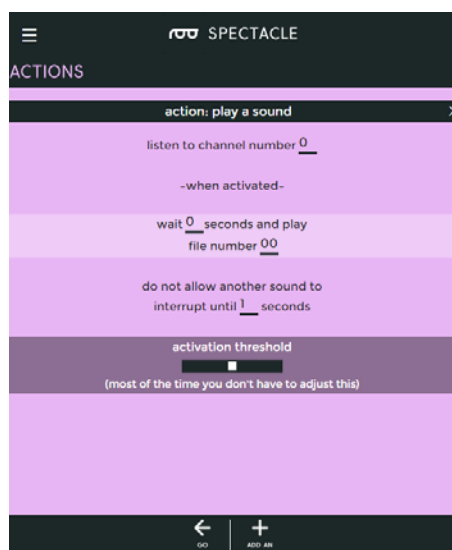 SPECTACLE
ACTIONS
action: play a sound
listen to channel number 0
-when activated-
wait 0 seconds and play
file number 00
do not allow another sound to
interrupt until 1 seconds
activation threshold
(most of the time you don't have to adjust this)
GO
ADD AN